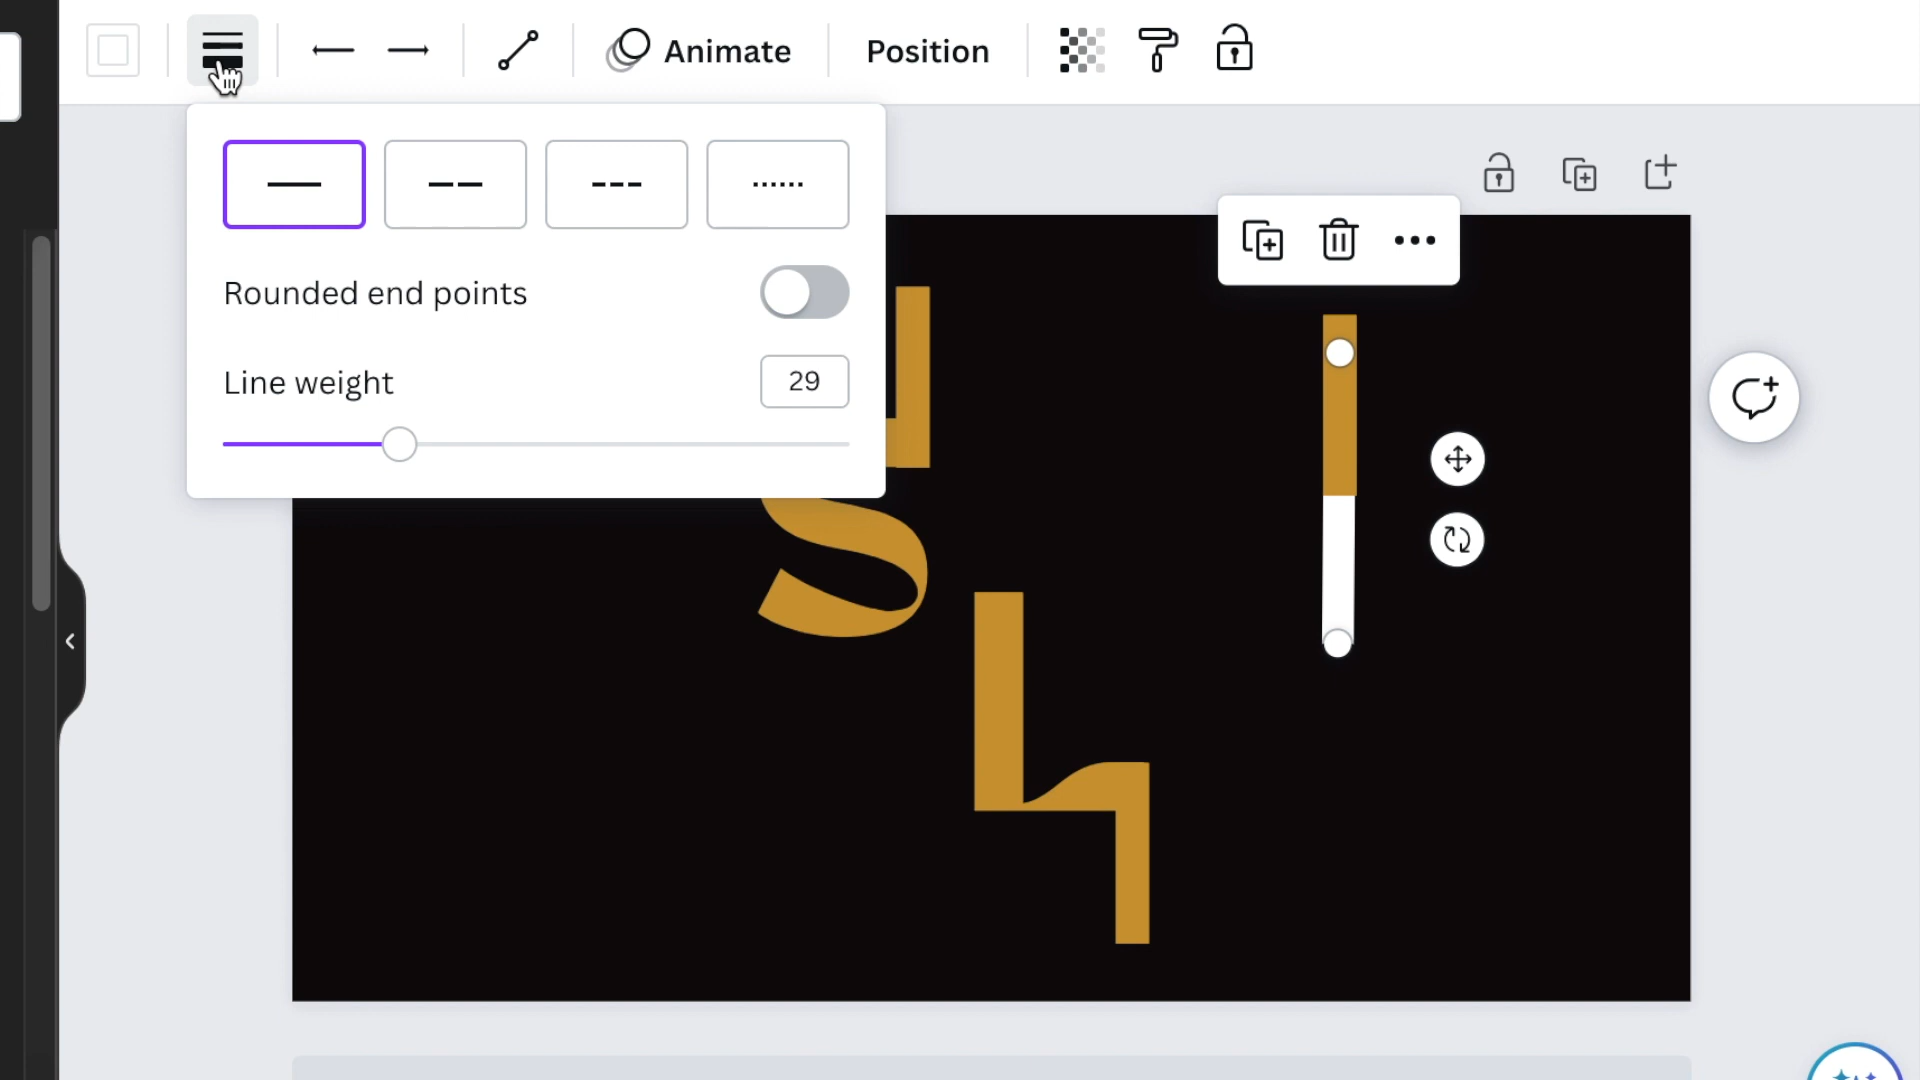 Animate
Position
Rounded end points
Line weight
29
s